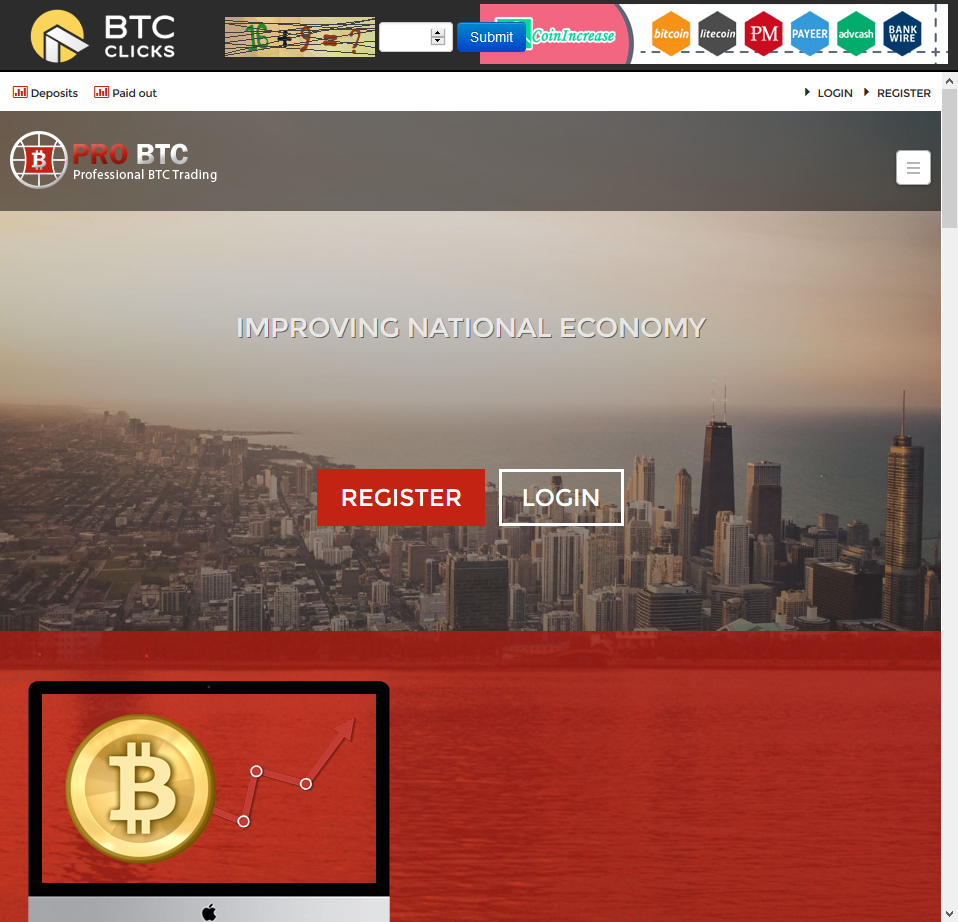 BTC
CLICKS
16 + 9 = ?
Submit
CoinIncrease
bitcoin
litecoin
PM
PAYEER
advcash
BANK
WIRE
Deposits
Paid out
LOGIN
REGISTER
PRO BTC
Professional BTC Trading
IMPROVING NATIONAL ECONOMY
REGISTER
LOGIN